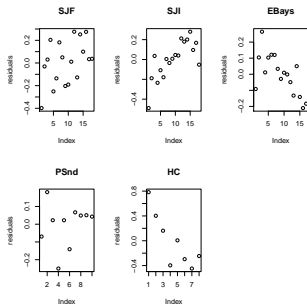 SJF
SJI
EBays
residuals
-0.4 0.0 0.2
5 10 15
Index
residuals
-0.4 0.0 0.2
5 10 15
Index
residuals
-0.2 0.0 0.2
5 10 15
Index
PSnd
HC
residuals
-0.2 0.0 0.1
2 4 6 8
Index
residuals
-0.4 0.0 0.4 0.8
1 3 5 7
Index